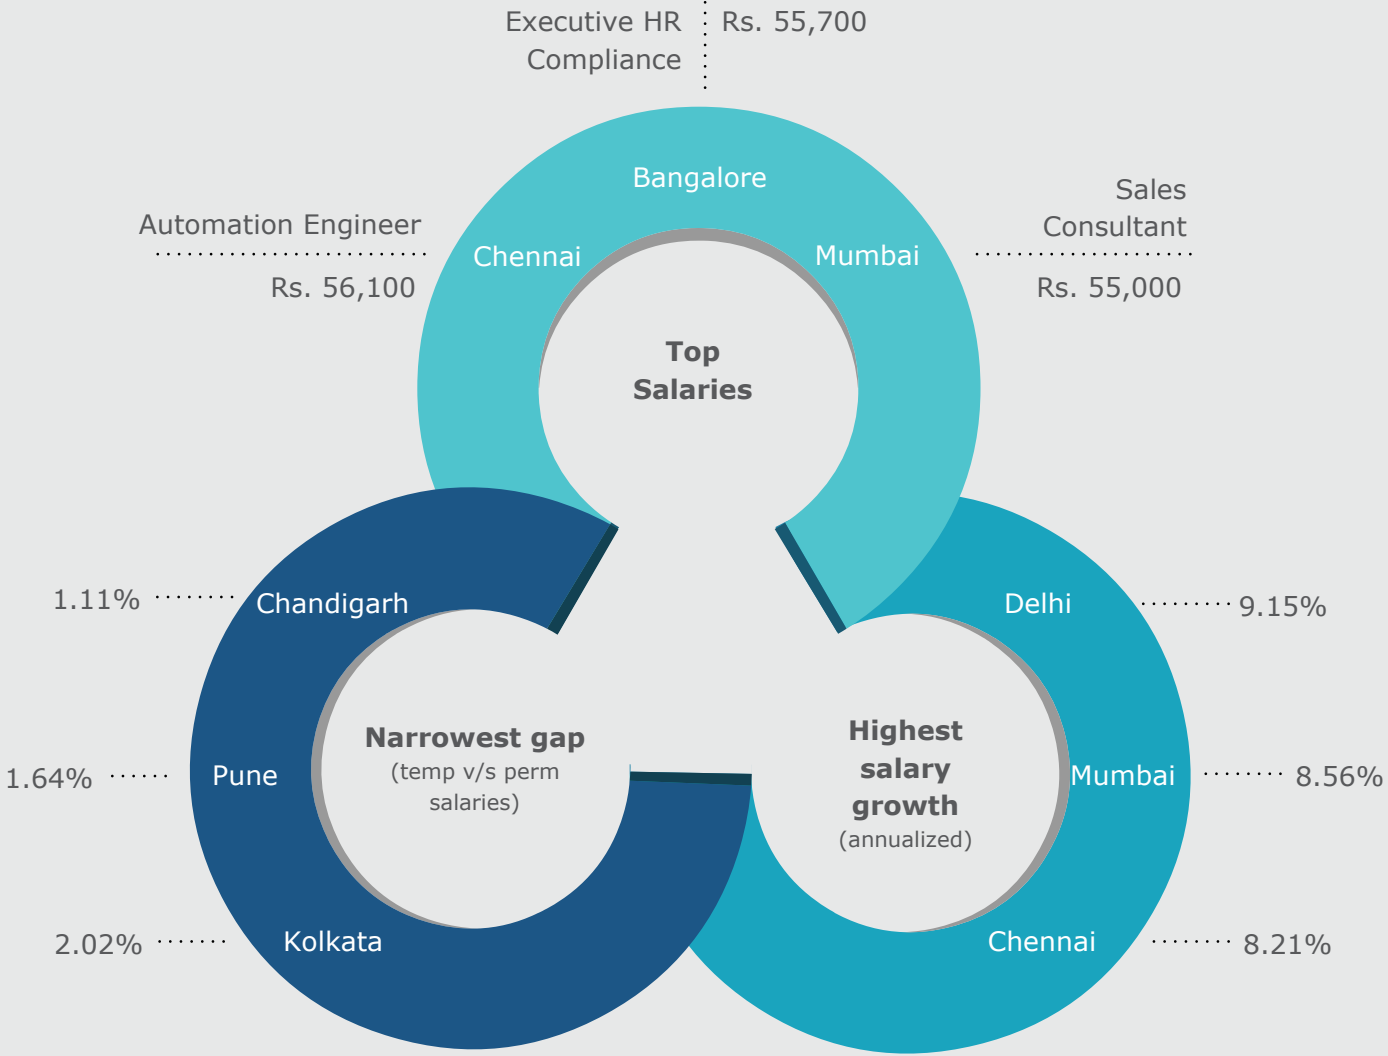 Executive HR
Compliance
Rs. 55,700
Bangalore
Automation Engineer
Rs. 56,100
Chennai
Mumbai
Sales
Consultant
Rs. 55,000
Top
Salaries
1.11%
Chandigarh
1.64%
Pune
2.02%
Kolkata
Narrowest gap
(temp v/s perm
salaries)
Delhi
9.15%
Mumbai
8.56%
Chennai
8.21%
Highest
salary
growth
(annualized)